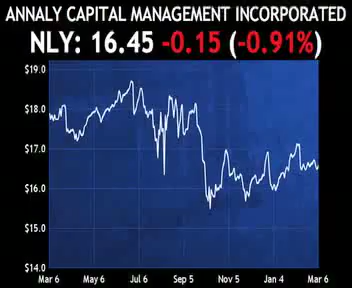 ANNALY CAPITAL MANAGEMENT INCORPORATED
NLY: 16.45 -0.15 (-0.91%)
$19.0
$18.0
$17.0
$16.0
$15.0
$14.0
Mar 6 May 6 Jul 6 Sep 5 Nov 5 Jan 4 Mar 6